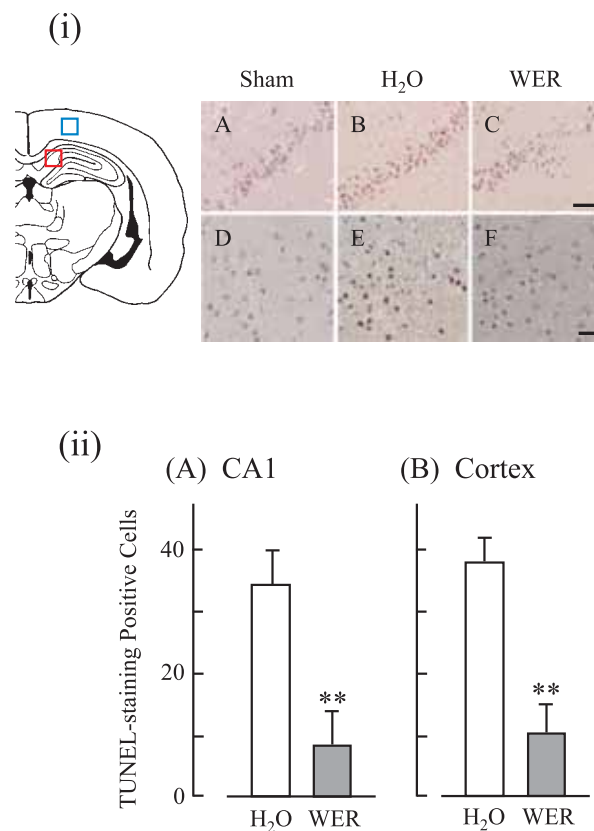 (i)
Sham H₂O WER
A B C
D E F
(ii)
(A) CA1 (B) Cortex
TUNEL-staining Positive Cells
40
20
0
** **
H₂O WER H₂O WER